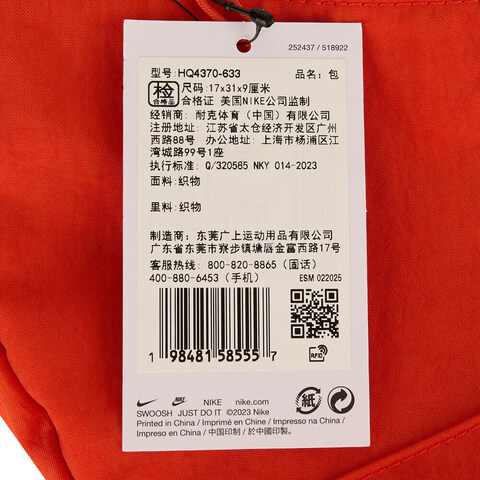 252437 / 518922
型号: HQ4370-633 品名: 包
检 合格品 尺码: 17x31x9厘米
合格证 美国NIKE公司监制
经销商: 耐克体育（中国）有限公司
注册地址: 江苏省太仓经济开发区广州
西路88号 办公地址: 上海市杨浦区江
湾城路99号1座
执行标准: Q/320585 NKY 014-2023
面料: 织物
里料: 织物
制造商: 东莞广上运动用品有限公司
广东省东莞市寮步镇塘唇金富西路17号
客服热线: 800-820-8865（固话）
400-880-6453（手机） ESM 022025
1 98481 58555 7
RFID
NIKE nike.com
SWOOSH JUST DO IT ©2023 Nike
Printed in China / Imprimé en Chine /
Impresso na China / Impreso en
China / 中国印制 / 於中國印製。
紙